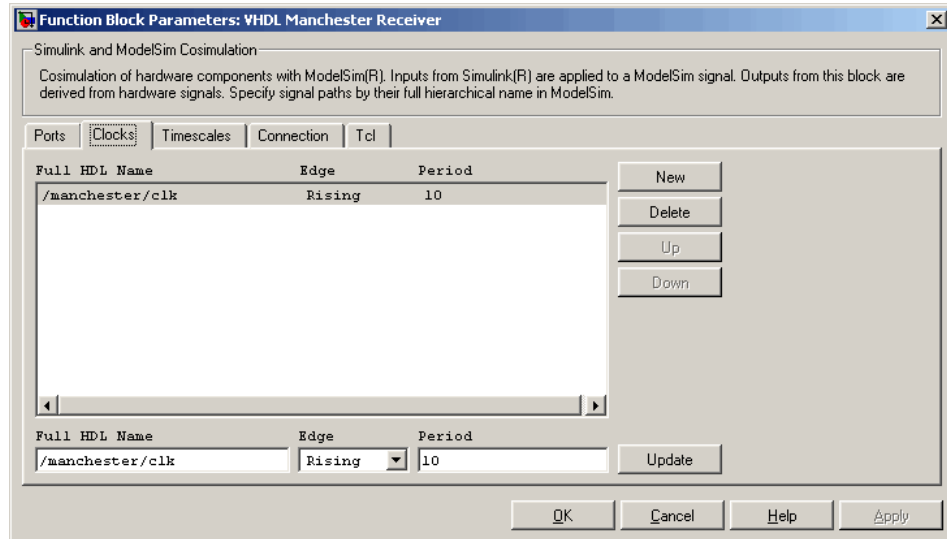 Function Block Parameters: VHDL Manchester Receiver
Simulink and ModelSim Cosimulation
Cosimulation of hardware components with ModelSim(R). Inputs from Simulink(R) are applied to a ModelSim signal. Outputs from this block are
derived from hardware signals. Specify signal paths by their full hierarchical name in ModelSim.
Ports Clocks Timescales Connection Tcl
Full HDL Name Edge Period
/manchester/clk Rising 10
New
Delete
Up
Down
Full HDL Name Edge Period
/manchester/clk Rising 10 Update
OK Cancel Help Apply